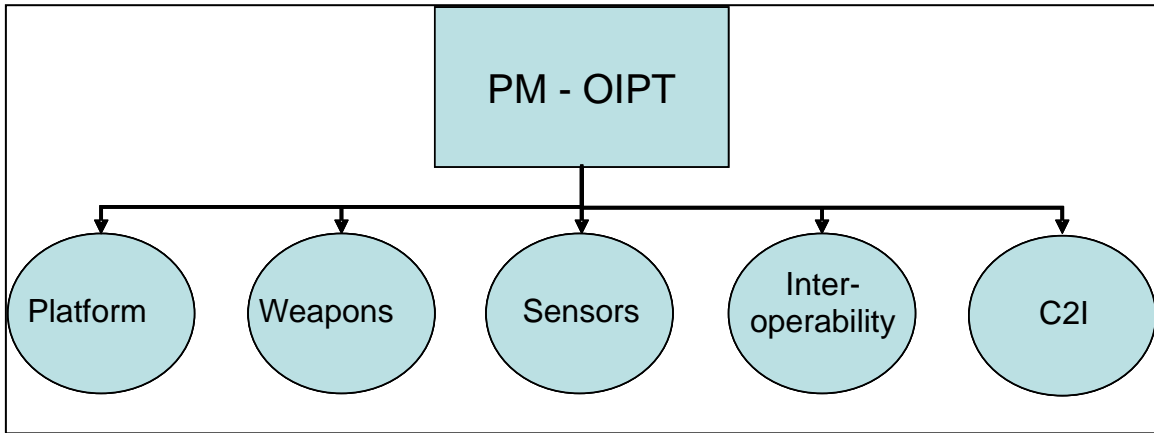 PM - OIPT
Platform
Weapons
Sensors
Inter-
operability
C2I